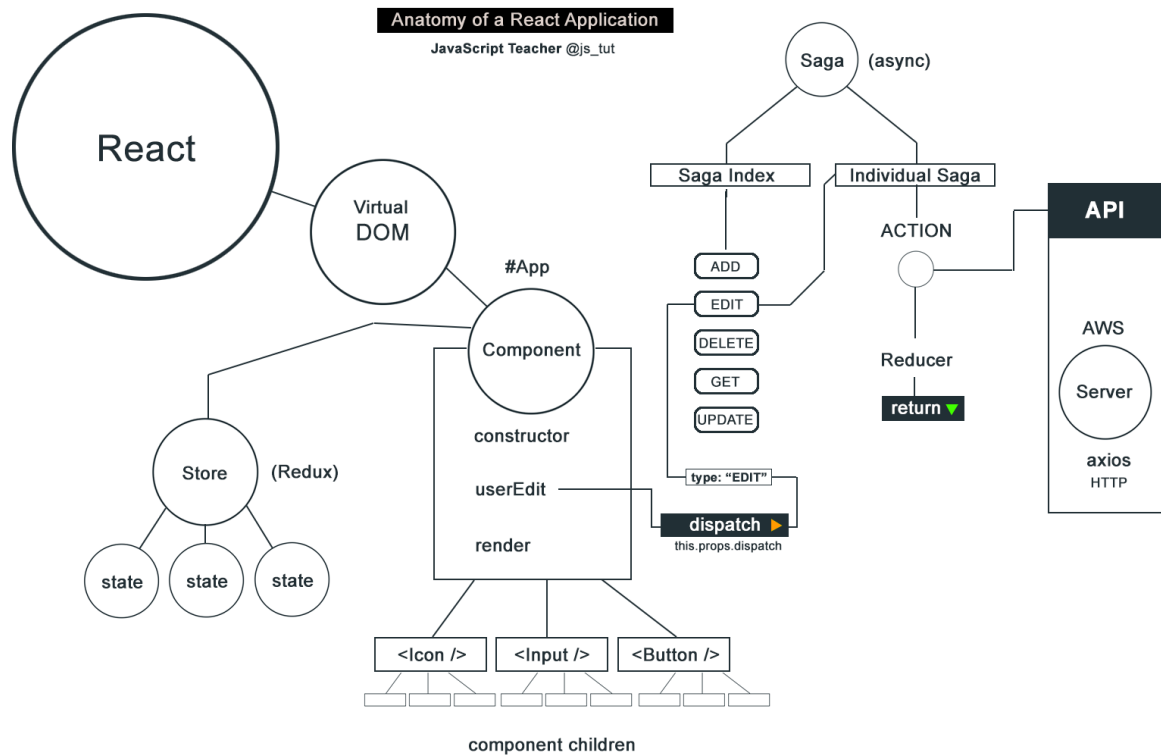 Anatomy of a React Application
JavaScript Teacher @js_tut
React
Virtual
DOM
#App
Component
constructor
userEdit
render
Store
(Redux)
state
state
state
<Icon />
<Input />
<Button />
component children
Saga
(async)
Saga Index
Individual Saga
ADD
EDIT
DELETE
GET
UPDATE
type: “EDIT”
dispatch
this.props.dispatch
ACTION
Reducer
return
API
AWS
Server
axios
HTTP